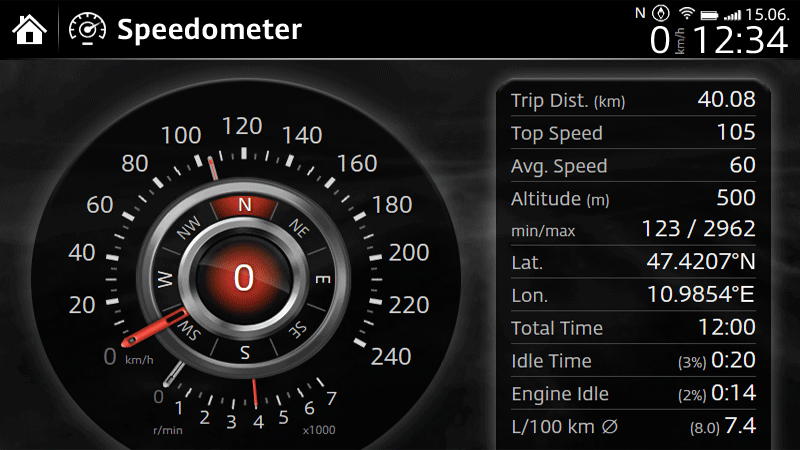 Speedometer
N 15.06.
0 km/h 12:34
0 20 40 60 80 100 120 140 160 180 200 220 240
km/h
N NE E SE S SW W NW
0
0 1 2 3 4 5 6 7
r/min x1000
Trip Dist. (km) 40.08
Top Speed 105
Avg. Speed 60
Altitude (m) 500
min/max 123 / 2962
Lat. 47.4207°N
Lon. 10.9854°E
Total Time 12:00
Idle Time (3%) 0:20
Engine Idle (2%) 0:14
L/100 km ∅ (8.0) 7.4